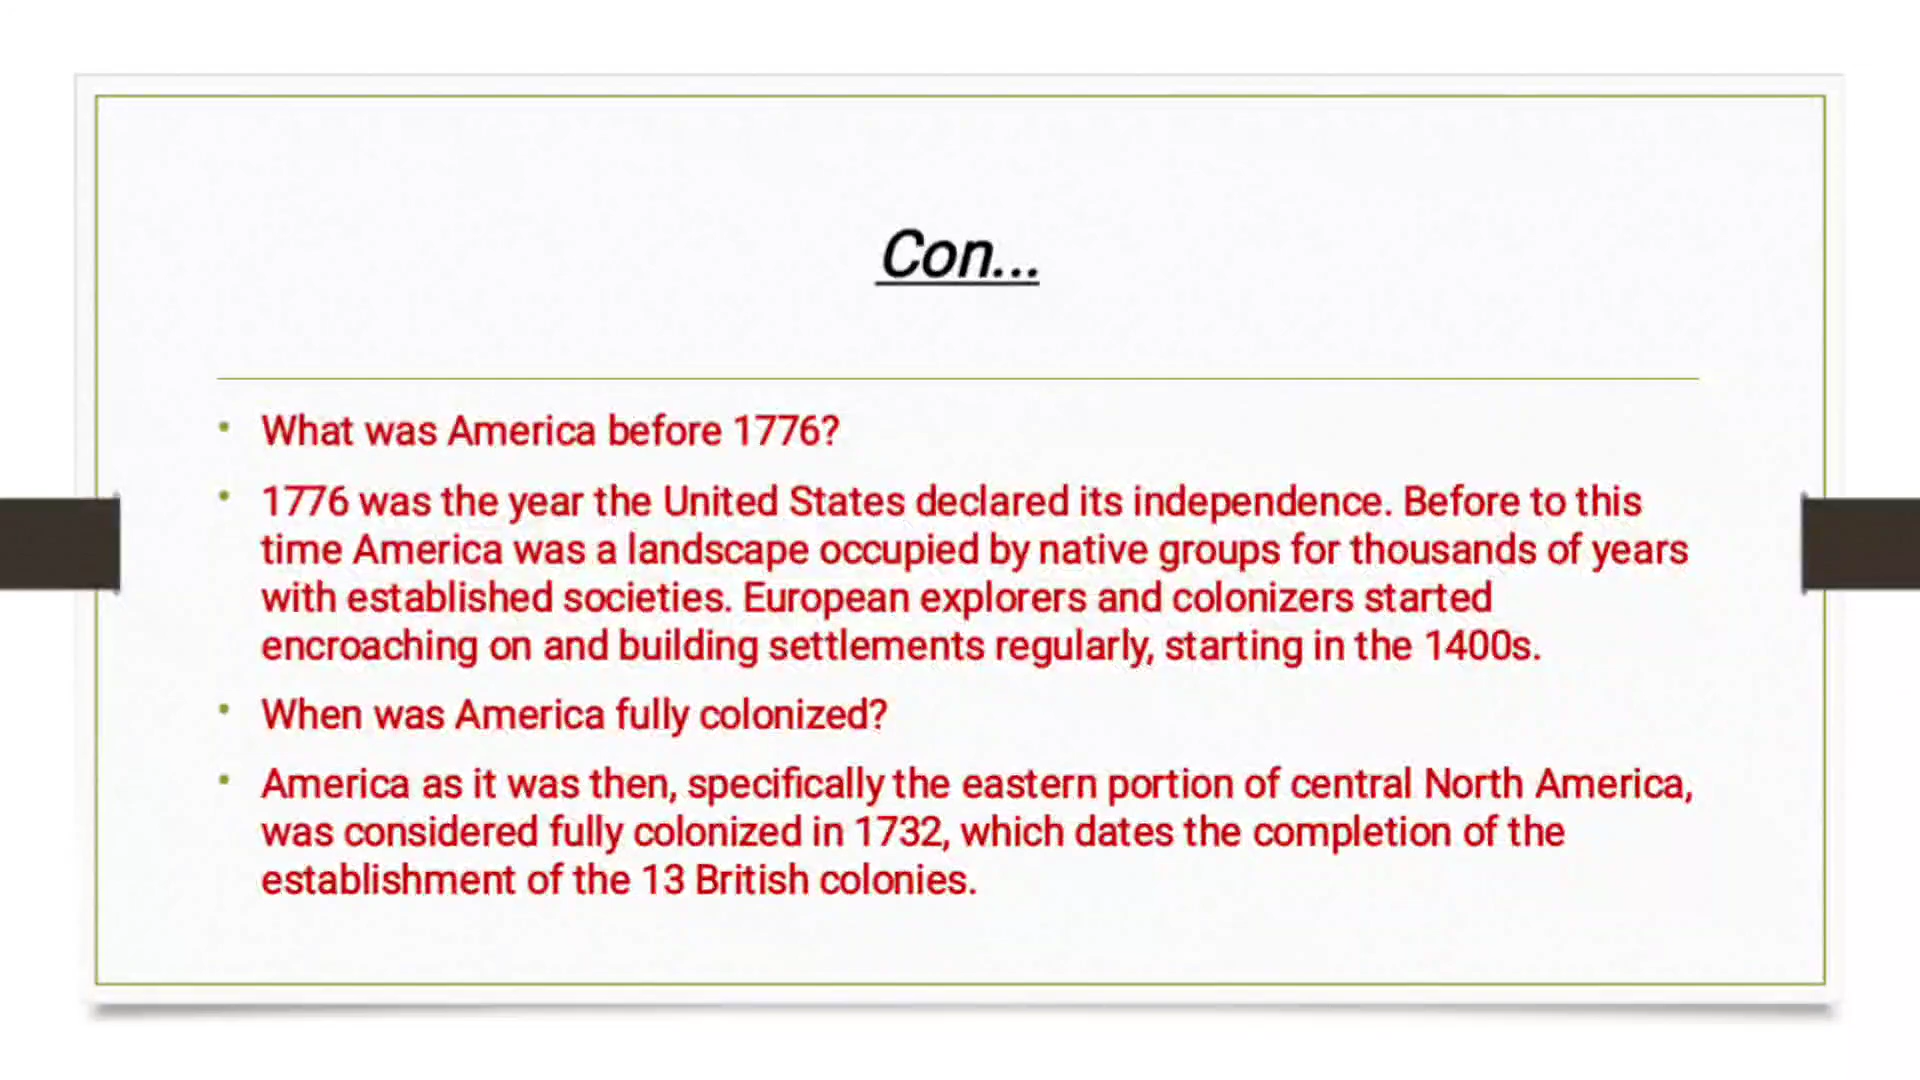 Con...
• What was America before 1776?
• 1776 was the year the United States declared its independence. Before to this
time America was a landscape occupied by native groups for thousands of years
with established societies. European explorers and colonizers started
encroaching on and building settlements regularly, starting in the 1400s.
• When was America fully colonized?
• America as it was then, specifically the eastern portion of central North America,
was considered fully colonized in 1732, which dates the completion of the
establishment of the 13 British colonies.